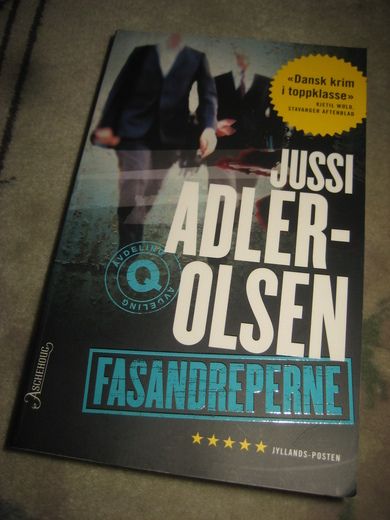 «Dansk krim
i toppklasse»
KJETIL WOLD,
STAVANGER AFTENBLAD
JUSSI
ADLER-
OLSEN
AVDELING
Q
AVDELING
FASANDREPERNE
ASCHEHOUG
JYLLANDS-POSTEN